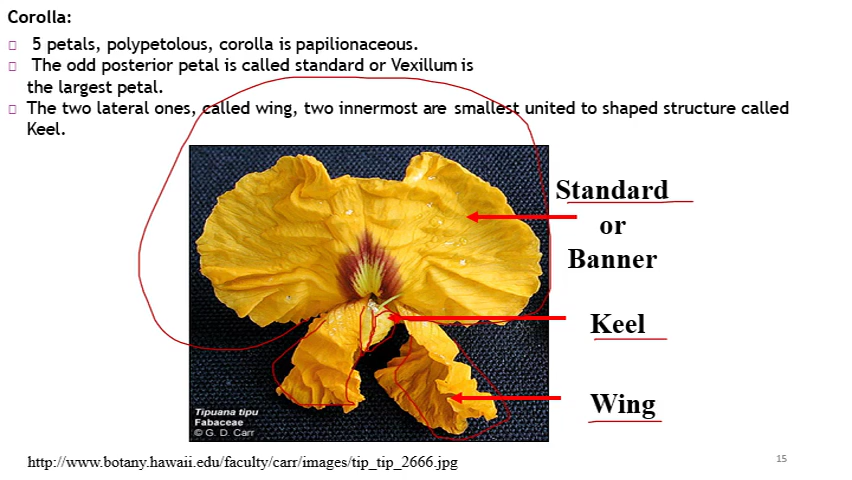 Corolla:
5 petals, polypetolous, corolla is papilionaceous.
The odd posterior petal is called standard or Vexillum is
the largest petal.
The two lateral ones, called wing, two innermost are smallest united to shaped structure called
Keel.
Standard
or
Banner
Keel
Wing
Tipuana tipu
Fabaceae
© G. D. Carr
http://www.botany.hawaii.edu/faculty/carr/images/tip_tip_2666.jpg
15